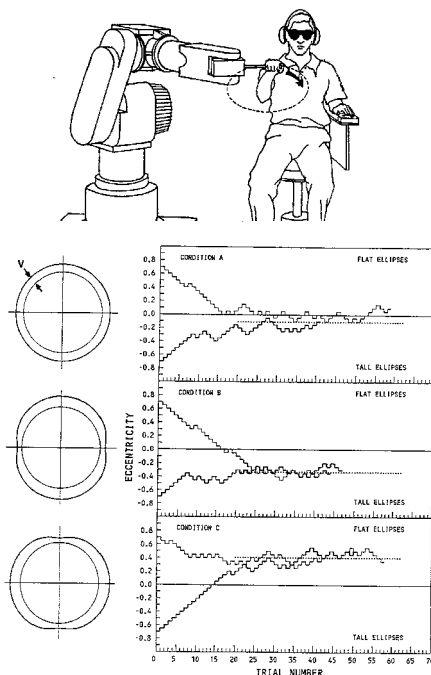 V
CONDITION A
FLAT ELLIPSES
0.8
0.6
0.4
0.2
0
-0.2
-0.4
-0.6
-0.8
TALL ELLIPSES
CONDITION B
FLAT ELLIPSES
0.8
0.6
0.4
0.2
0
-0.2
-0.4
-0.6
-0.8
TALL ELLIPSES
ECCENTRICITY
CONDITION C
FLAT ELLIPSES
0.8
0.6
0.4
0.2
0
-0.2
-0.4
-0.6
-0.8
TALL ELLIPSES
0 5 10 15 20 25 30 35 40 45 50 55 60 65 70
TRIAL NUMBER